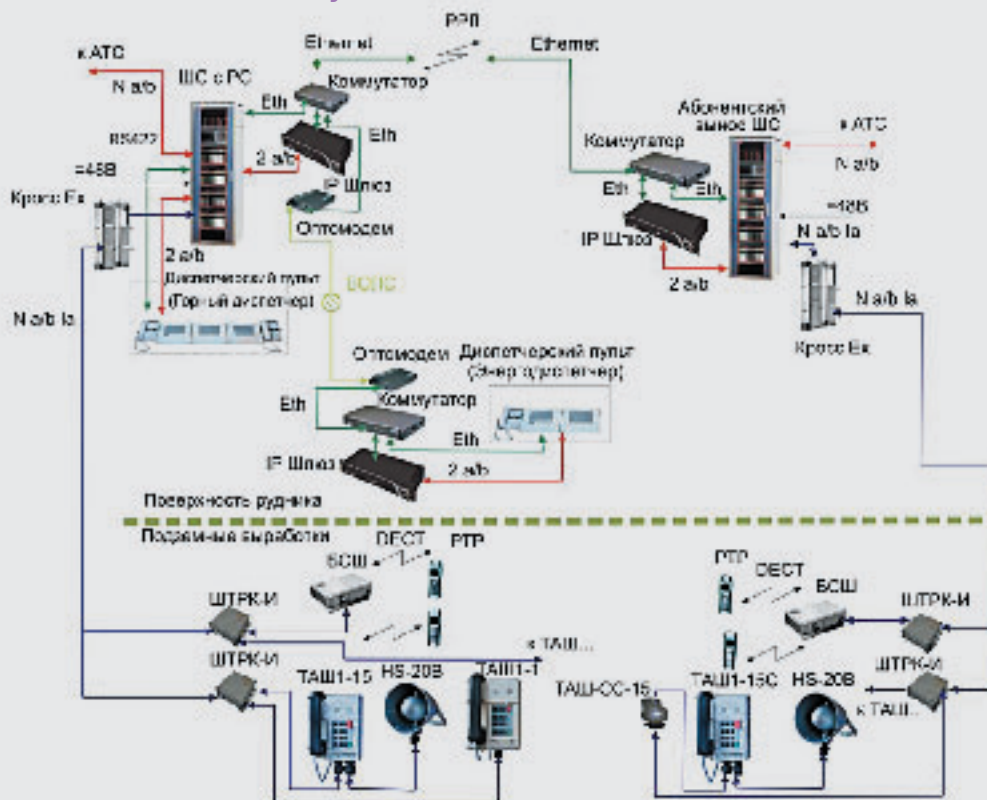 РРЛ
Ethernet
Ethernet
к АТС
ШС с РС
Коммутатор
N a/b
Eth
Абонентский
вынос ШС
к АТС
RS422
Eth
Коммутатор
N a/b
2 a/b
=48В
IP Шлюз
Eth
Eth
Кросс Ex
Оптомодем
=48В
IP Шлюз
N a/b Ia
2 a/b
2 a/b
Диспетчерский пульт
(Горный диспетчер)
ВОЛС
N a/b Ia
N a/b Ia
Кросс Ex
Оптомодем
Диспетчерский пульт
(Энергодиспетчер)
Коммутатор
Eth
Eth
IP Шлюз
2 a/b
Поверхность рудника
Подземные выработки
DECT
РТР
БСШ
РТР
DECT
БСШ
ШТРК-И
ШТРК-И
к ТАШ...
ШТРК-И
ШТРК-И
ТАШ1-15
HS-20В
ТАШ1-1
ТАШ-ОС-15
ТАШ1-15С
HS-20В
к ТАШ...